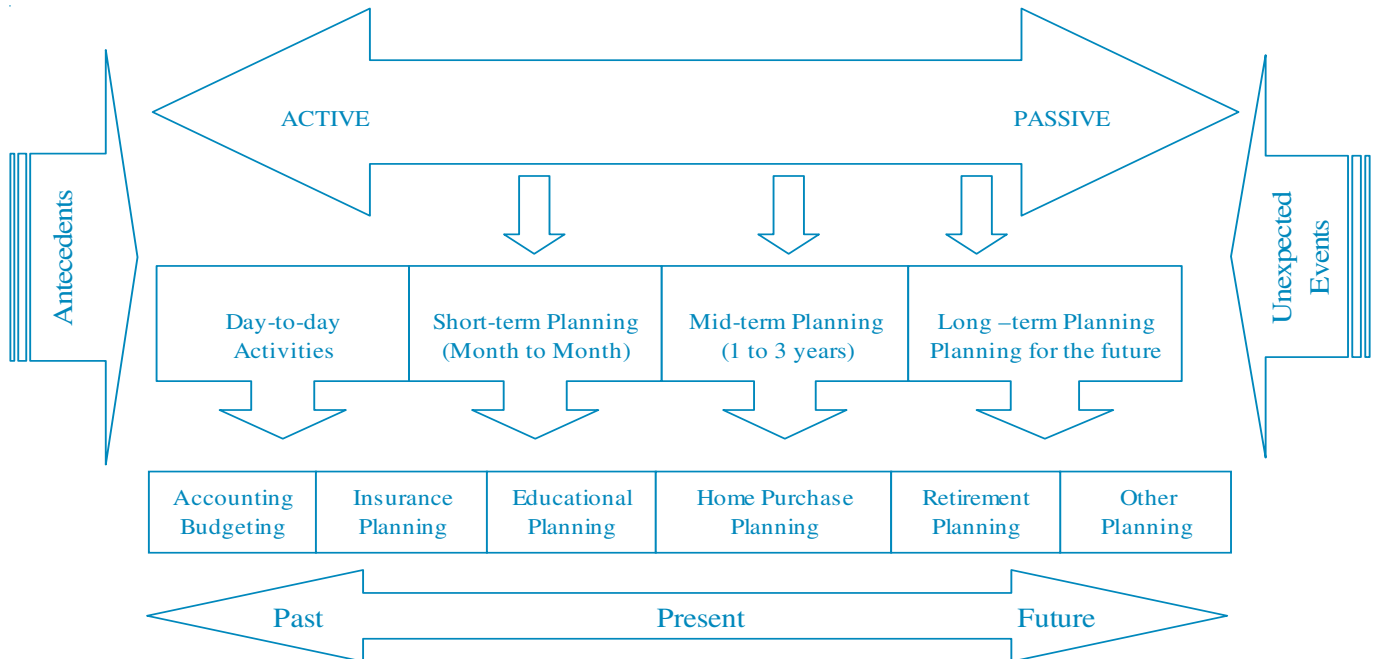 ACTIVE
PASSIVE
Antecedents
Unexpected
Events
Day-to-day
Activities
Short-term Planning
(Month to Month)
Mid-term Planning
(1 to 3 years)
Long –term Planning
Planning for the future
Accounting
Budgeting
Insurance
Planning
Educational
Planning
Home Purchase
Planning
Retirement
Planning
Other
Planning
Past
Present
Future